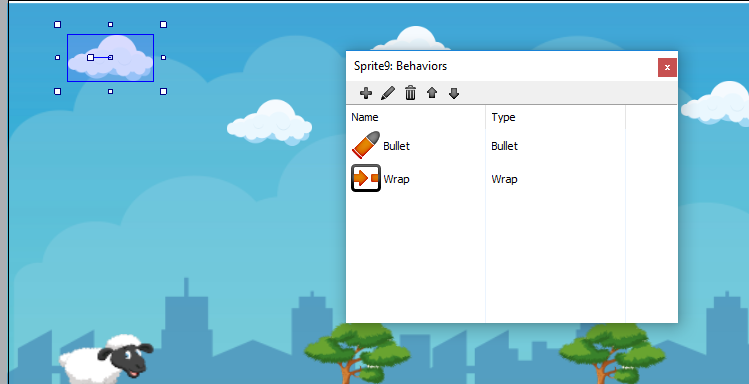 Sprite9: Behaviors
x
Name Type
Bullet Bullet
Wrap Wrap